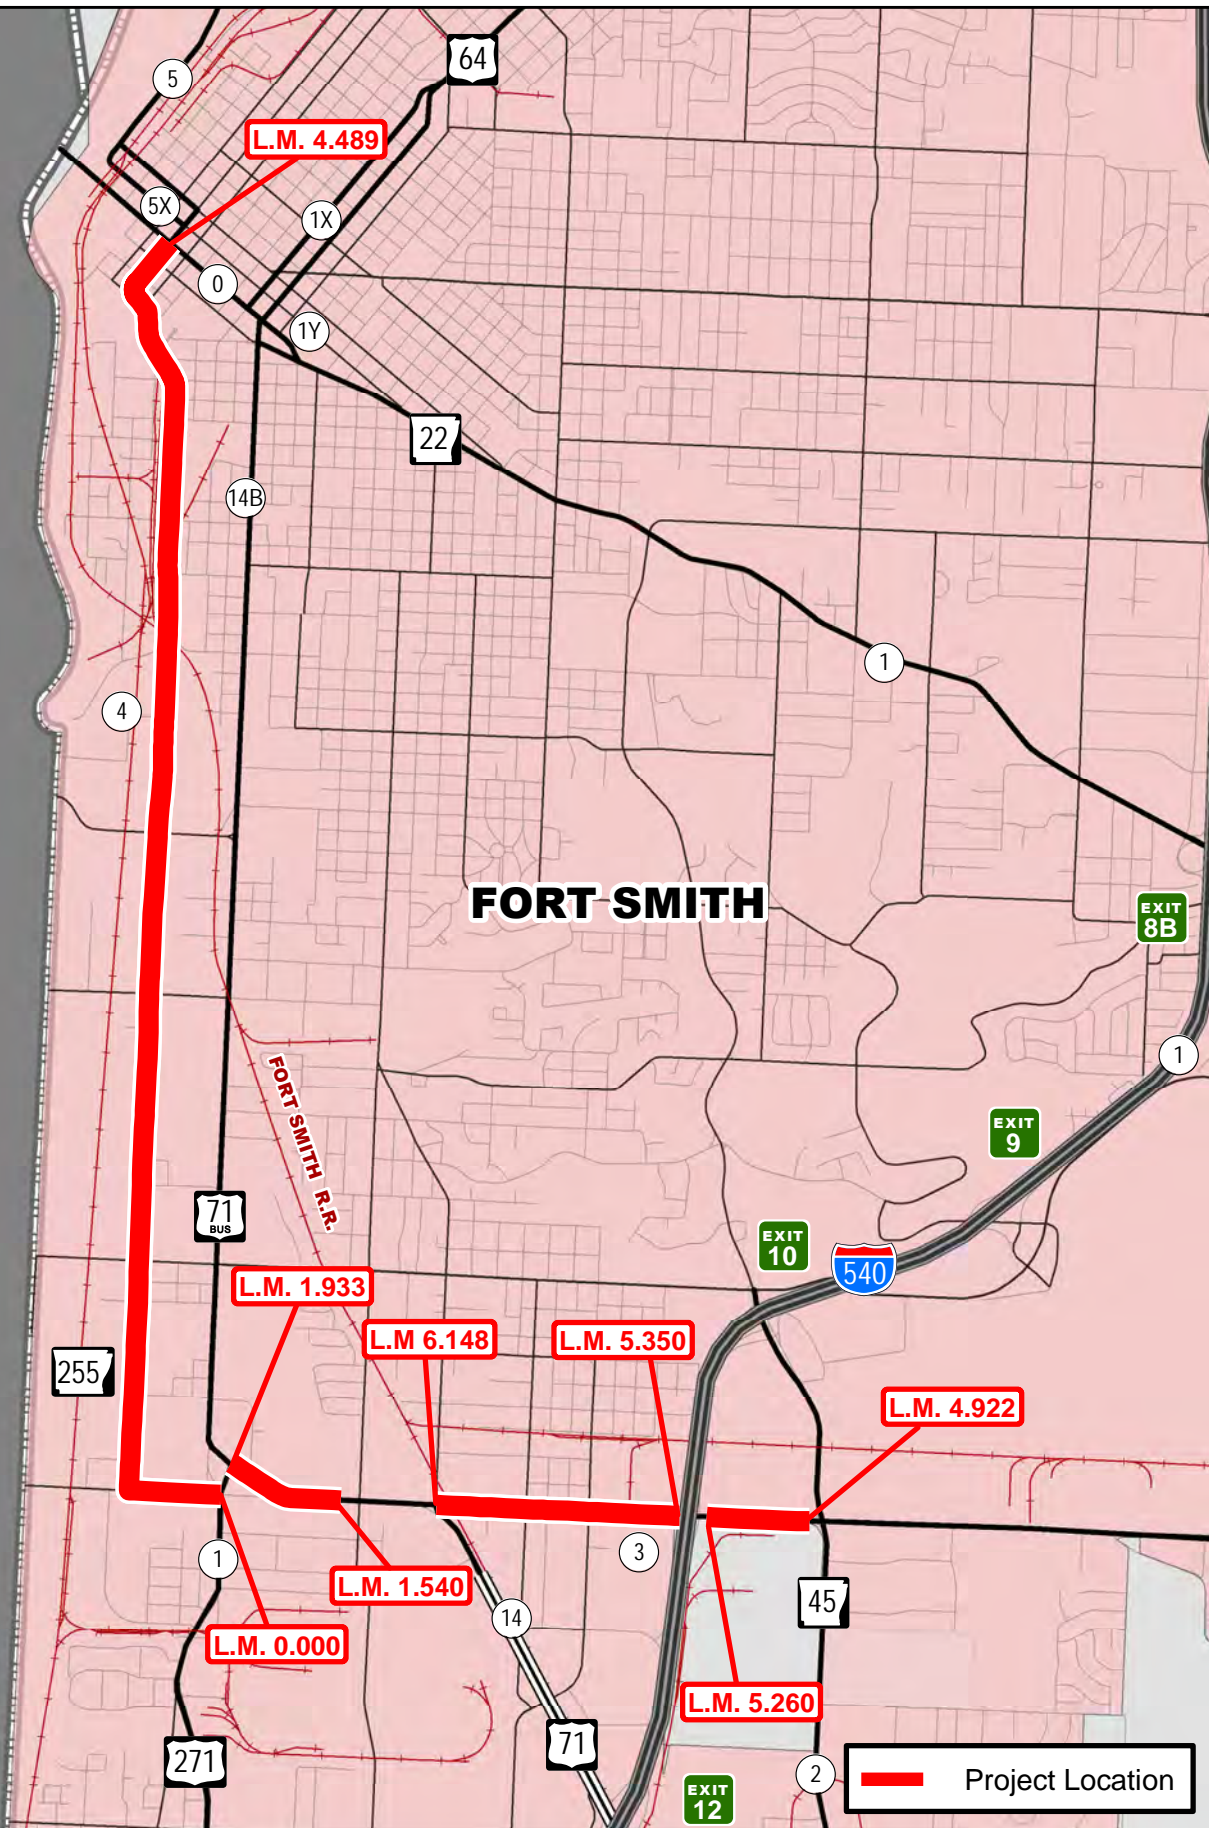 64
5
L.M. 4.489
5X
1X
0
1Y
22
14B
1
4
FORT SMITH
EXIT
8B
1
FORT SMITH R.R.
EXIT
9
71
BUS
EXIT
10
540
L.M. 1.933
L.M 6.148
L.M. 5.350
255
L.M. 4.922
1
3
L.M. 1.540
45
14
L.M. 0.000
L.M. 5.260
71
271
2
EXIT
12
Project Location